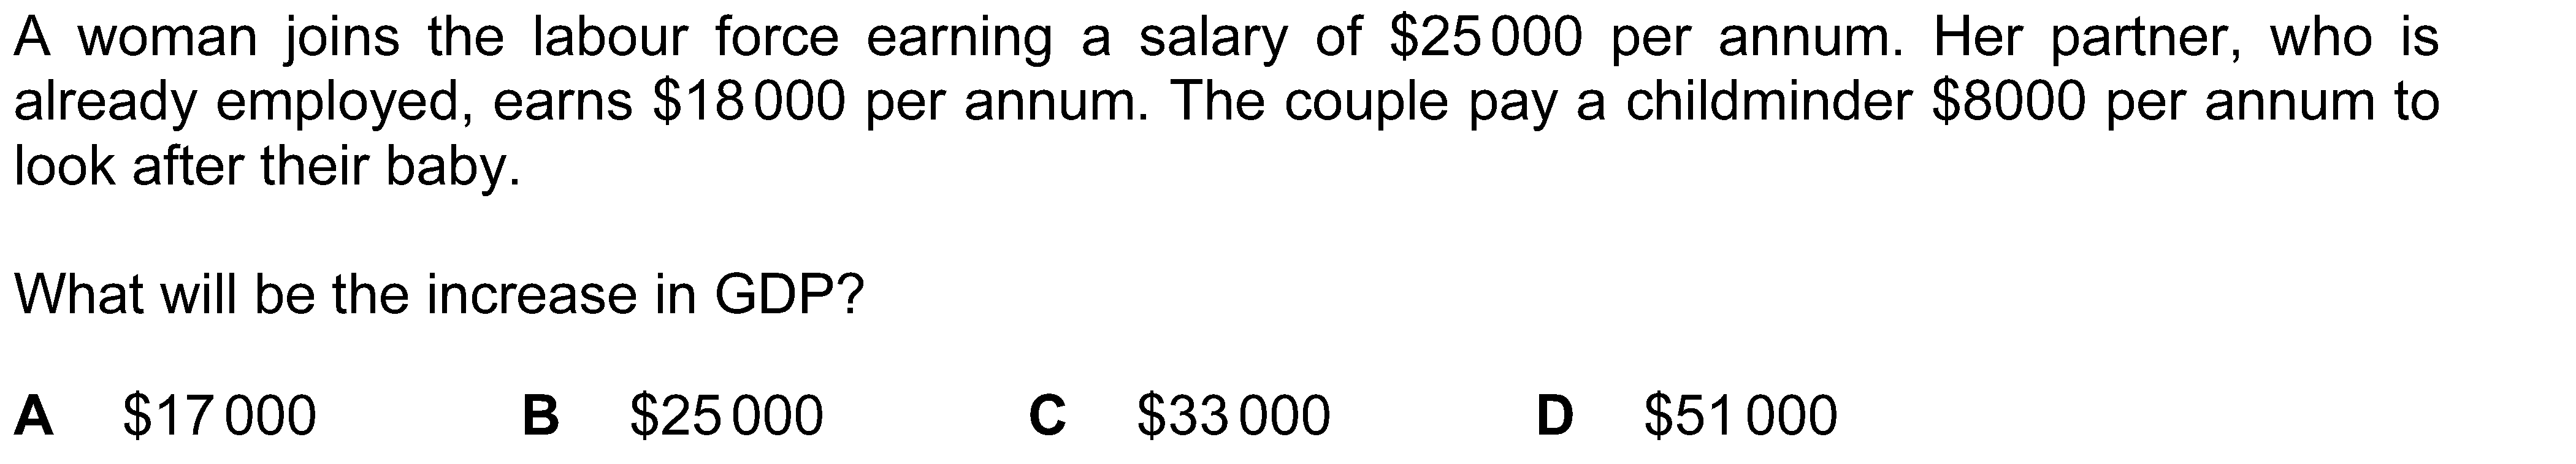 A woman joins the labour force earning a salary of $25 000 per annum. Her partner, who is
already employed, earns $18 000 per annum. The couple pay a childminder $8000 per annum to
look after their baby.
What will be the increase in GDP?
A $17 000 B $25 000 C $33 000 D $51 000